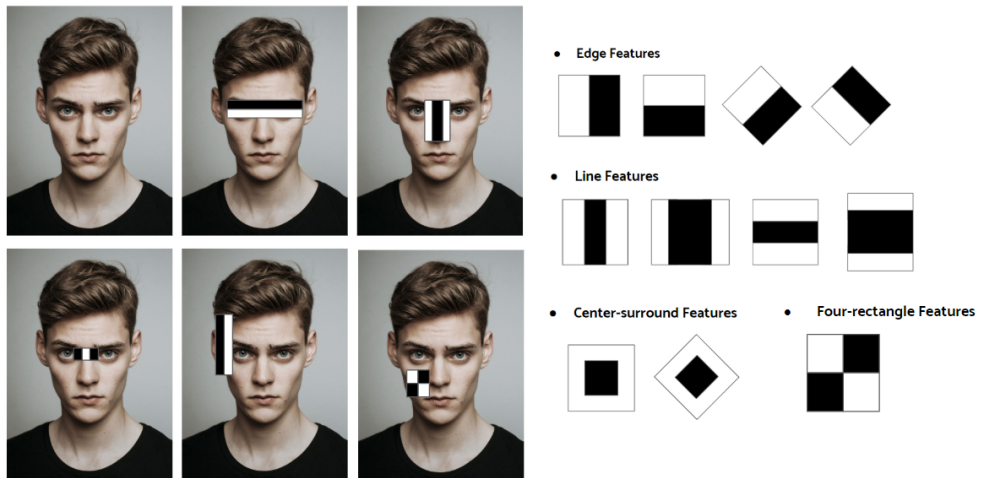 Edge Features
Line Features
Center-surround Features
Four-rectangle Features